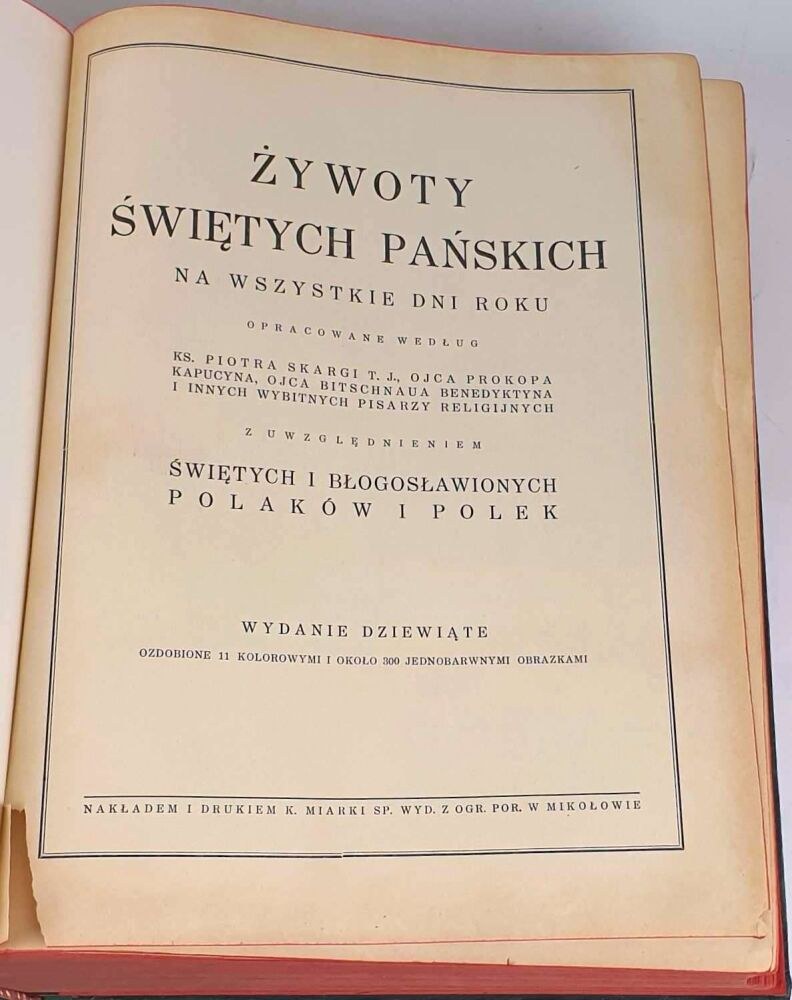 ŻYWOTY
ŚWIĘTYCH PAŃSKICH
NA WSZYSTKIE DNI ROKU
OPRACOWANE WEDŁUG
KS. PIOTRA SKARGI T. J., OJCA PROKOPA
KAPUCYNA, OJCA BITSCHNAUA BENEDYKTYNA
I INNYCH WYBITNYCH PISARZY RELIGIJNYCH
Z UWZGLĘDNIENIEM
ŚWIĘTYCH I BŁOGOSŁAWIONYCH
POLAKÓW I POLEK
WYDANIE DZIEWIĄTE
OZDOBIONE 11 KOLOROWYMI I OKOŁO 300 JEDNOBARWNYMI OBRAZKAMI
NAKŁADEM I DRUKIEM K. MIARKI SP. WYD. Z OGR. POR. W MIKOŁOWIE